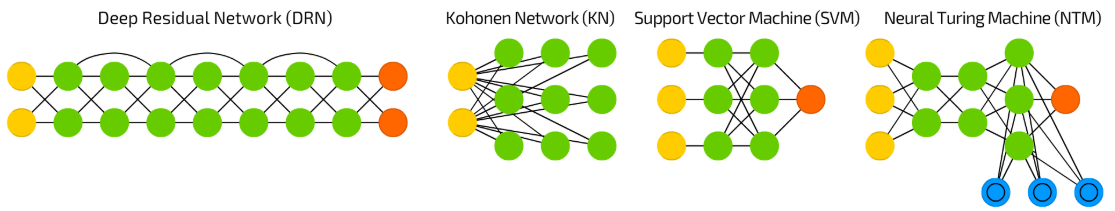 Deep Residual Network (DRN)
Kohonen Network (KN)
Support Vector Machine (SVM)
Neural Turing Machine (NTM)